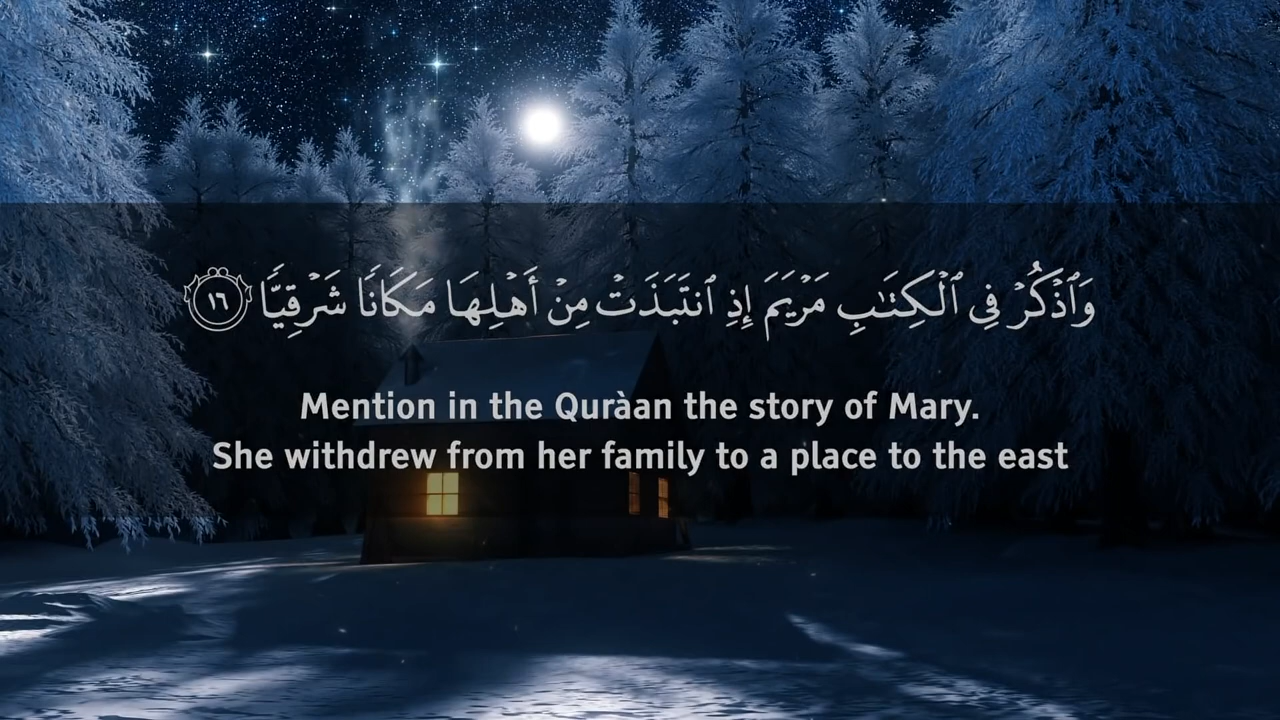 وَٱذۡكُرۡ فِي ٱلۡكِتَٰبِ مَرۡيَمَ إِذِ ٱنتَبَذَتۡ مِنۡ أَهۡلِهَا مَكَانٗا شَرۡقِيّٗا ١٦
Mention in the Quràan the story of Mary.
She withdrew from her family to a place to the east